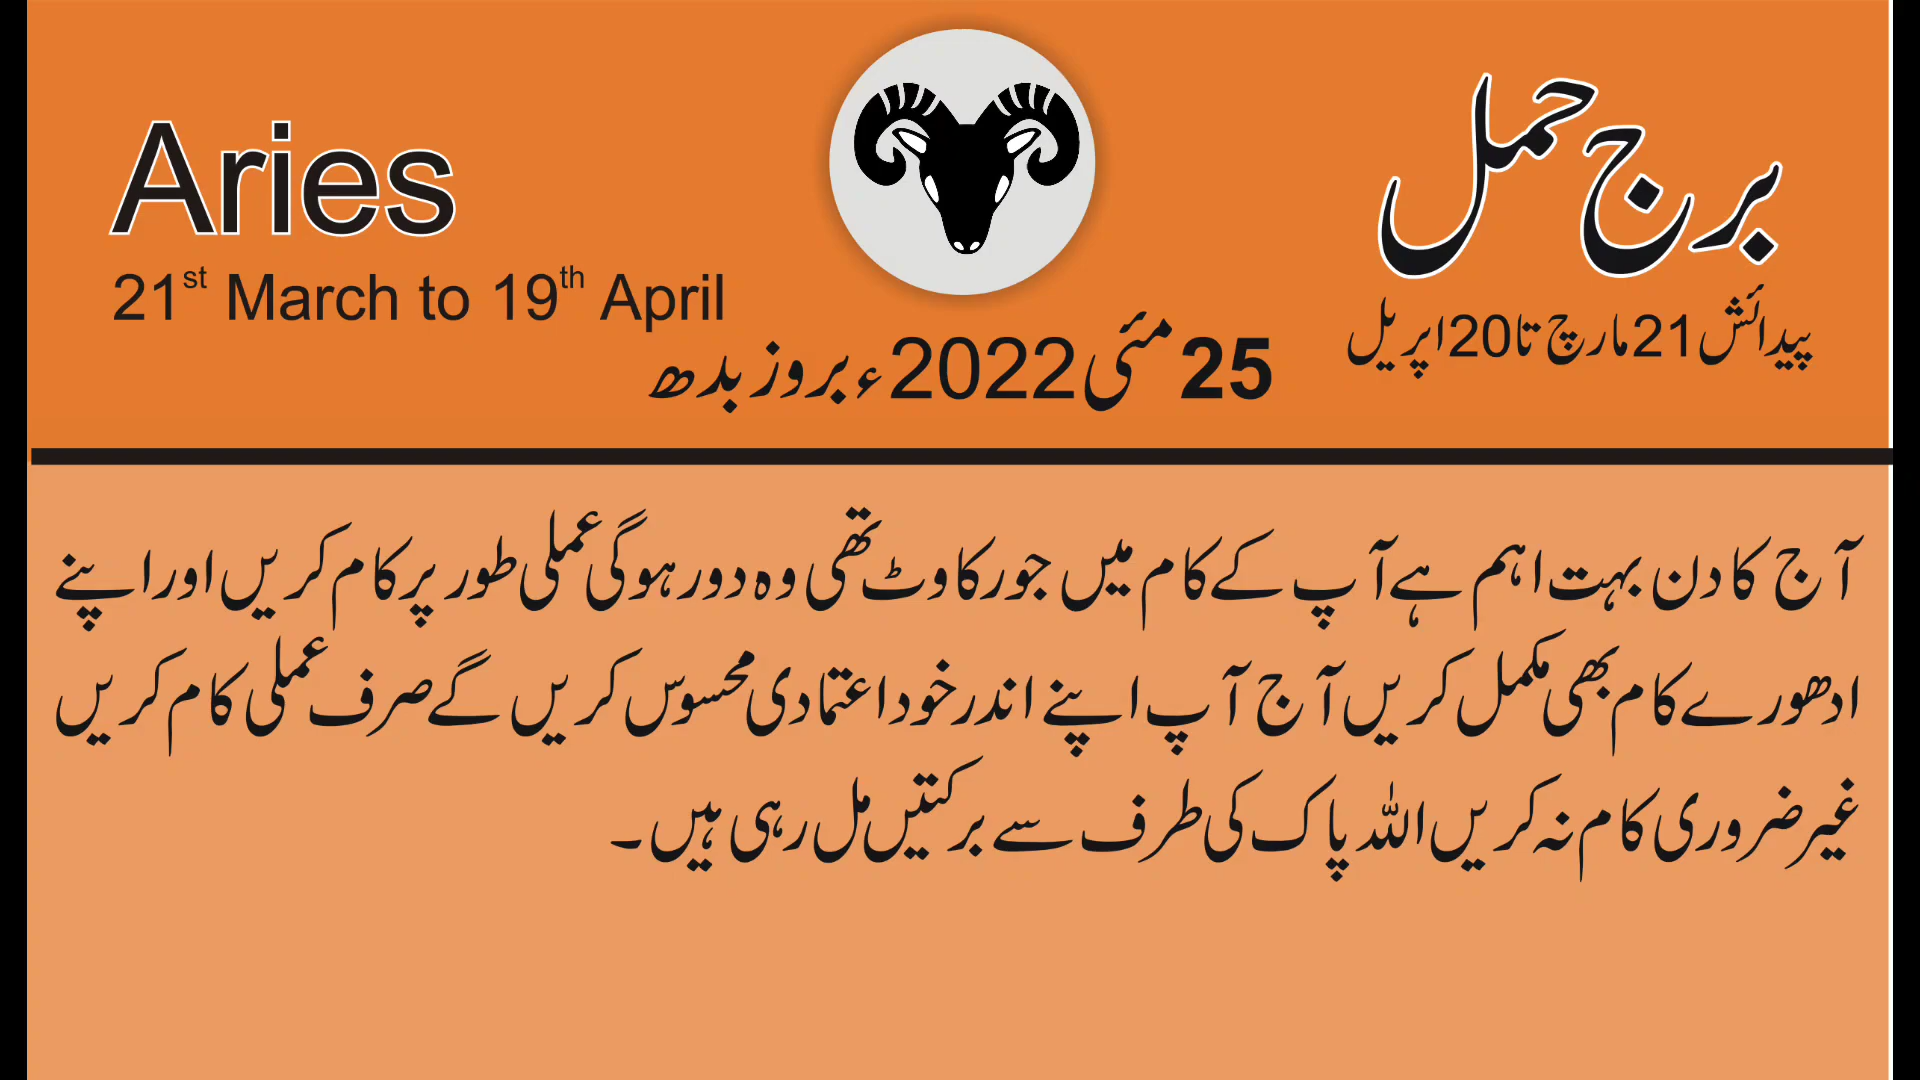 Aries
برج حمل
21st March to 19th April
پیدائش 21 مارچ تا 20 اپریل
25 مئی 2022ء بروز بدھ
آج کا دن بہت اہم ہے آپ کے کام میں جو رکاوٹ تھی وہ دور ہوگی عملی طور پر کام کریں اور اپنے
ادھورے کام بھی مکمل کریں آج آپ اپنے اندر خود اعتمادی محسوس کریں گے صرف عملی کام کریں
غیر ضروری کام نہ کریں اللہ پاک کی طرف سے برکتیں مل رہی ہیں۔